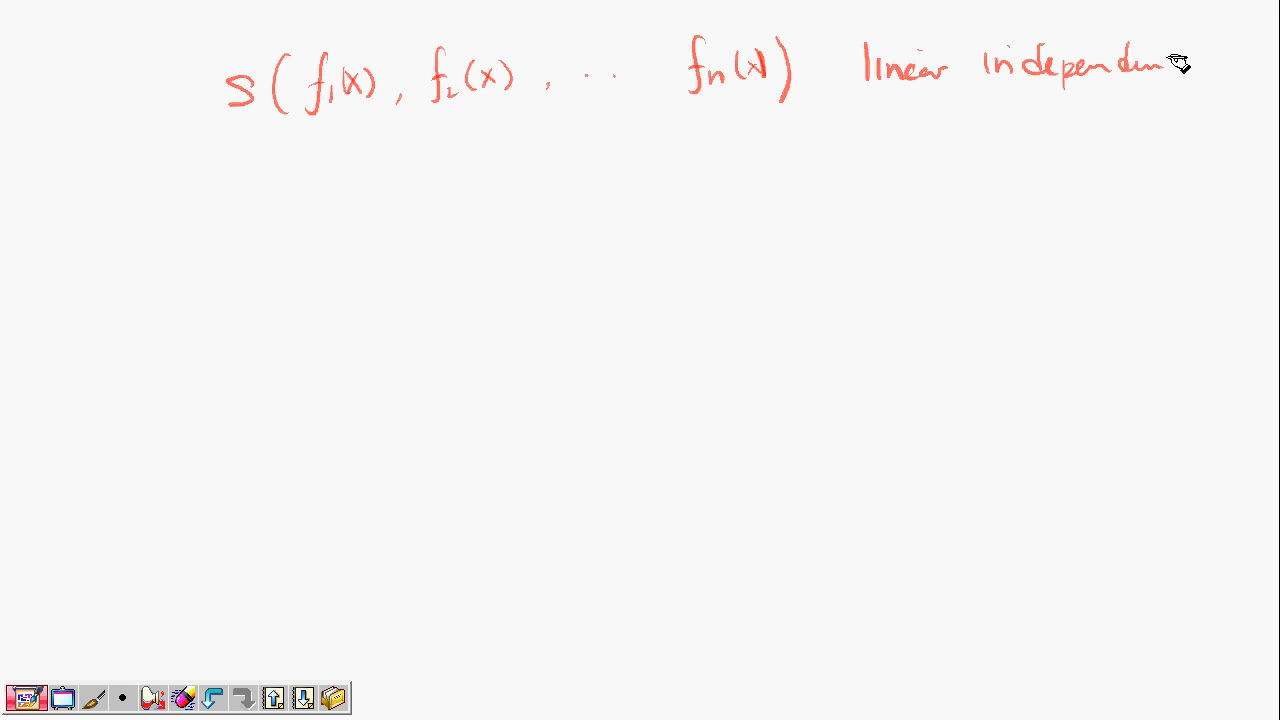 S ( f₁(x) , f₂(x) , .. fₙ(x) ) linear independen